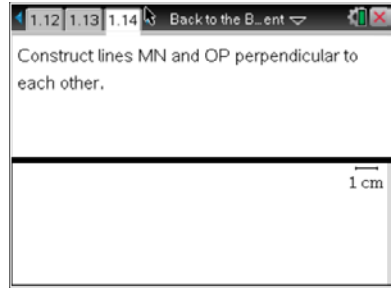 1.12 1.13 1.14 Back to the B…ent
Construct lines MN and OP perpendicular to
each other.
1 cm